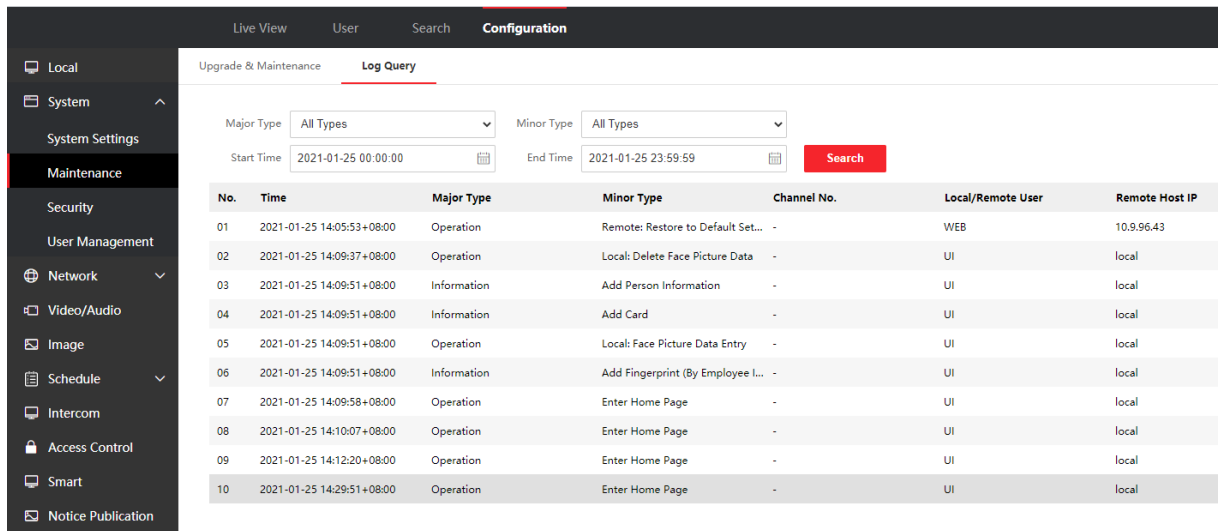 Live View User Search Configuration
Local
System
System Settings
Maintenance
Security
User Management
Network
Video/Audio
Image
Schedule
Intercom
Access Control
Smart
Notice Publication
Upgrade & Maintenance Log Query
Major Type All Types Minor Type All Types
Start Time 2021-01-25 00:00:00 End Time 2021-01-25 23:59:59 Search
No. Time Major Type Minor Type Channel No. Local/Remote User Remote Host IP
01 2021-01-25 14:05:53+08:00 Operation Remote: Restore to Default Set... - WEB 10.9.96.43
02 2021-01-25 14:09:37+08:00 Operation Local: Delete Face Picture Data - UI local
03 2021-01-25 14:09:51+08:00 Information Add Person Information - UI local
04 2021-01-25 14:09:51+08:00 Information Add Card - UI local
05 2021-01-25 14:09:51+08:00 Operation Local: Face Picture Data Entry - UI local
06 2021-01-25 14:09:51+08:00 Information Add Fingerprint (By Employee I... - UI local
07 2021-01-25 14:09:58+08:00 Operation Enter Home Page - UI local
08 2021-01-25 14:10:07+08:00 Operation Enter Home Page - UI local
09 2021-01-25 14:12:20+08:00 Operation Enter Home Page - UI local
10 2021-01-25 14:29:51+08:00 Operation Enter Home Page - UI local